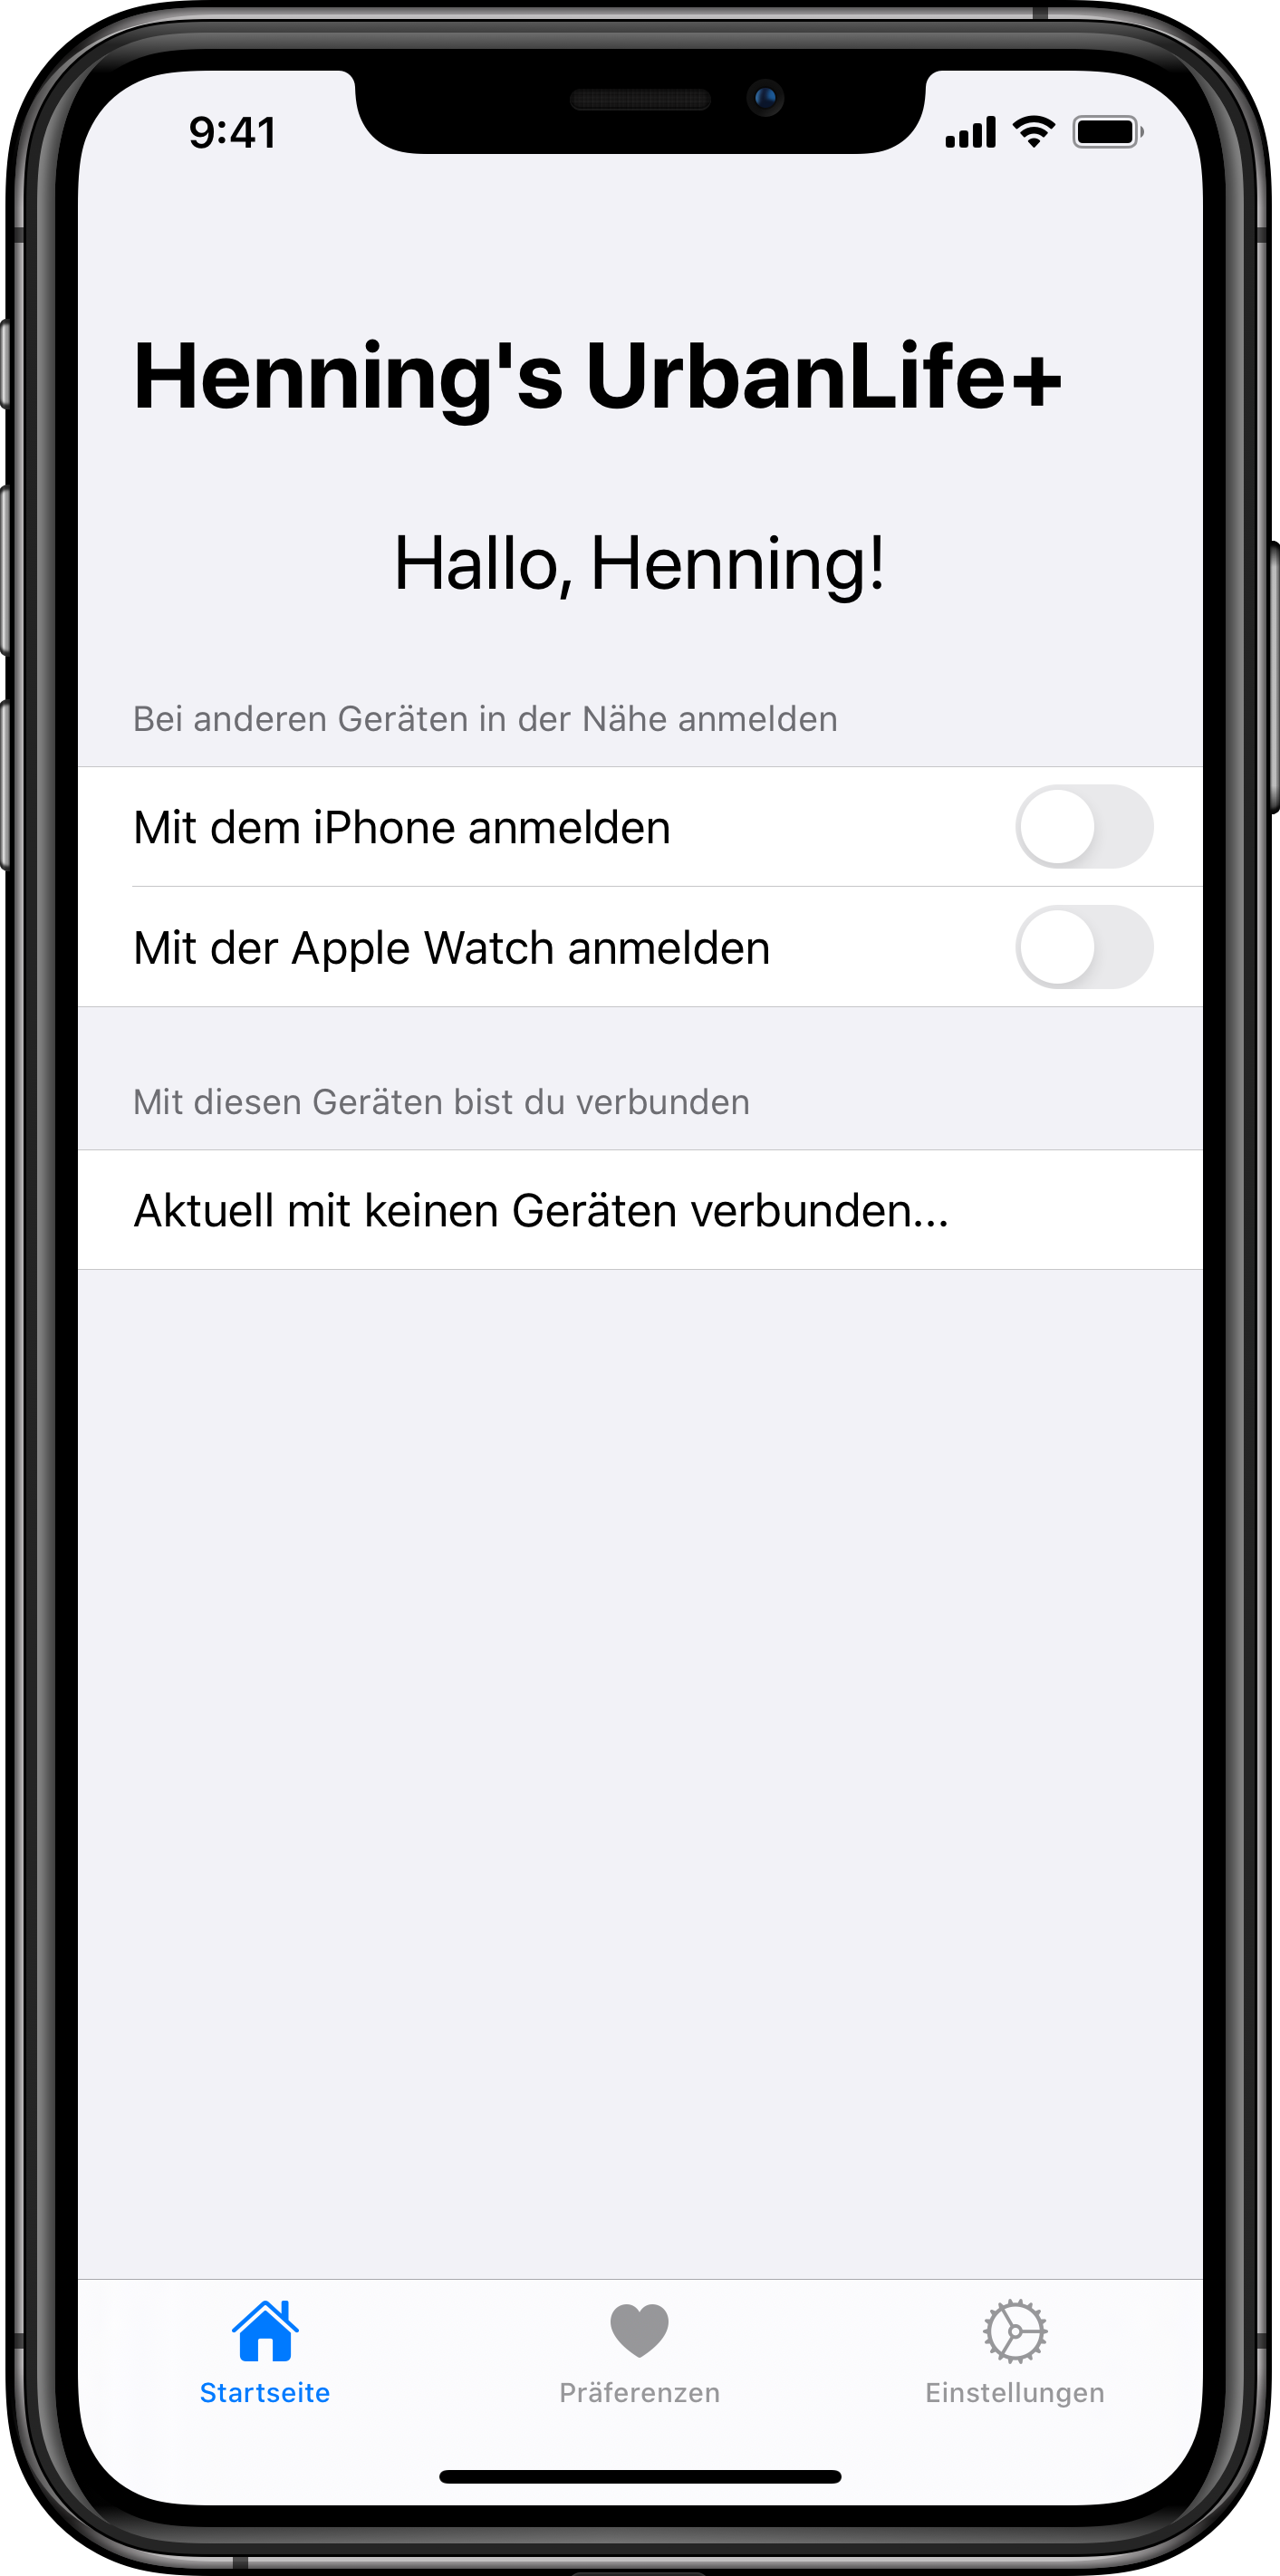 9:41
Henning's UrbanLife+
Hallo, Henning!
Bei anderen Geräten in der Nähe anmelden
Mit dem iPhone anmelden
Mit der Apple Watch anmelden
Mit diesen Geräten bist du verbunden
Aktuell mit keinen Geräten verbunden...
Startseite
Präferenzen
Einstellungen